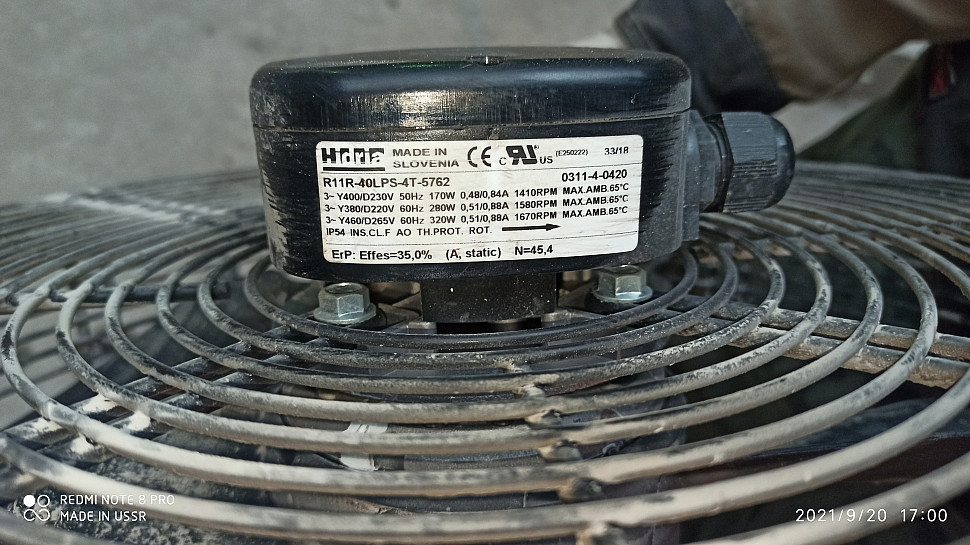 Hidria MADE IN SLOVENIA CE c RU US (E250222) 33/18
R11R-40LPS-4T-5762 0311-4-0420
3~ Y400/D230V 50Hz 170W 0,48/0,84A 1410RPM MAX.AMB.65°C
3~ Y380/D220V 60Hz 280W 0,51/0,88A 1580RPM MAX.AMB.65°C
3~ Y460/D265V 60Hz 320W 0,51/0,88A 1670RPM MAX.AMB.65°C
IP54 INS.CL.F AO TH.PROT. ROT.
ErP: Effes=35,0% (A, static) N=45,4
REDMI NOTE 8 PRO
MADE IN USSR
2021/9/20 17:00